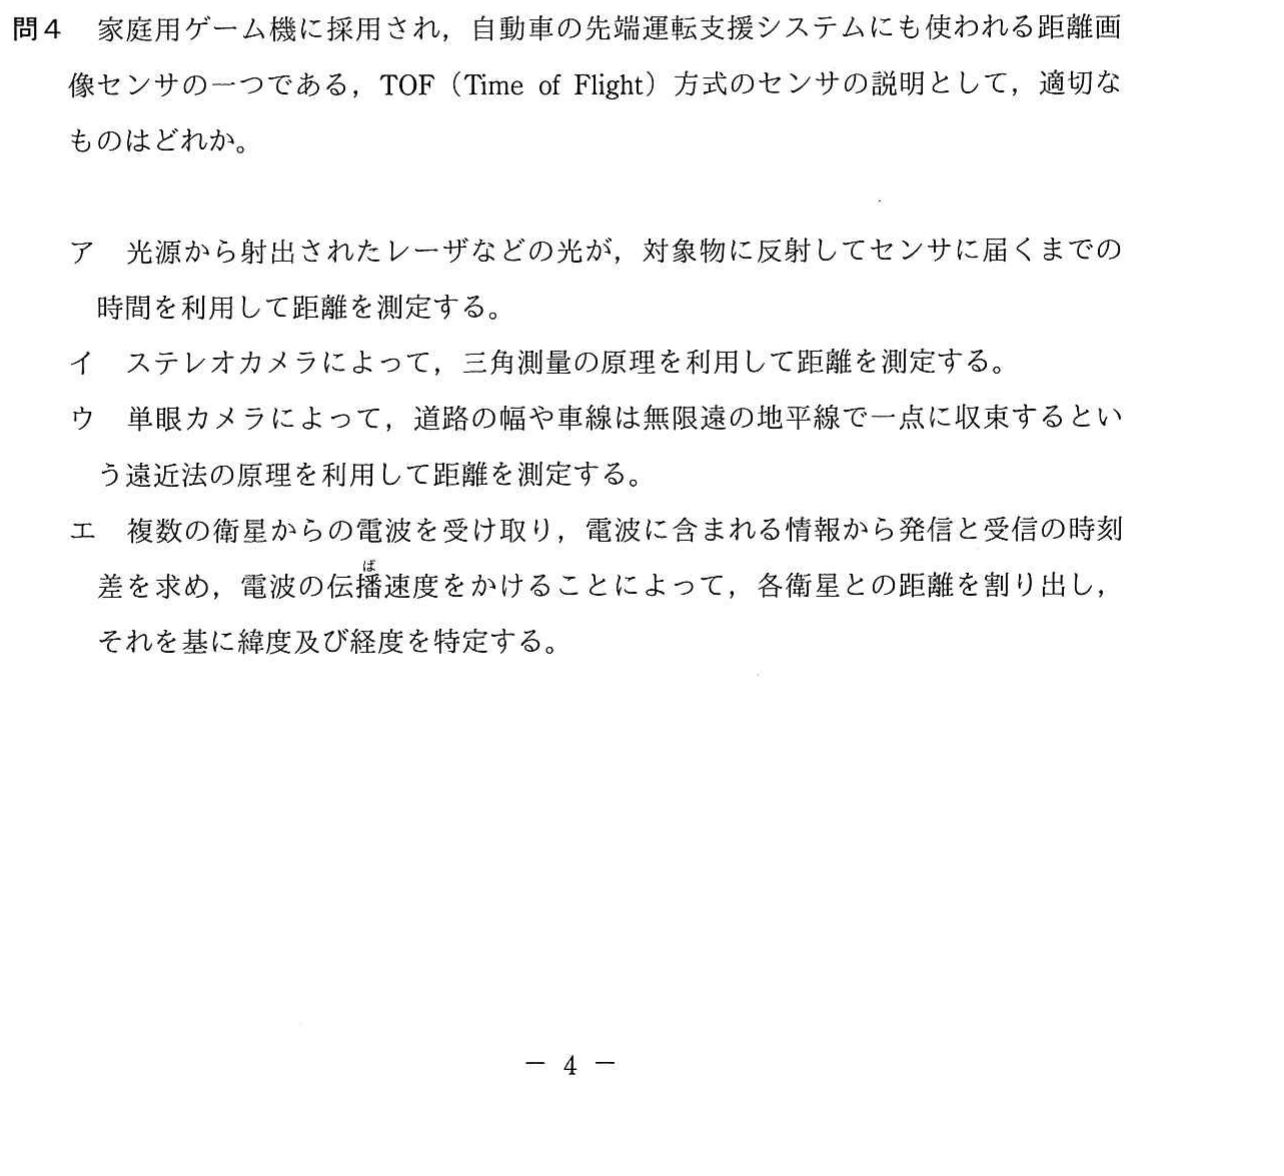 問４　家庭用ゲーム機に採用され，自動車の先端運転支援システムにも使われる距離画
像センサの一つである，TOF（Time of Flight）方式のセンサの説明として，適切な
ものはどれか。
ア　光源から射出されたレーザなどの光が，対象物に反射してセンサに届くまでの
時間を利用して距離を測定する。
イ　ステレオカメラによって，三角測量の原理を利用して距離を測定する。
ウ　単眼カメラによって，道路の幅や車線は無限遠の地平線で一点に収束するとい
う遠近法の原理を利用して距離を測定する。
エ　複数の衛星からの電波を受け取り，電波に含まれる情報から発信と受信の時刻
ば
差を求め，電波の伝播速度をかけることによって，各衛星との距離を割り出し，
それを基に緯度及び経度を特定する。
－ 4 －